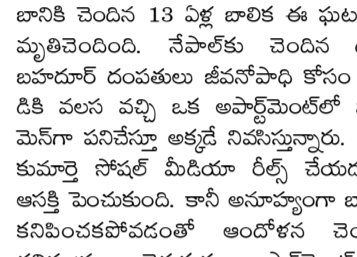 బానికి చెందిన 13 ఏళ్ల బాలిక ఈ ఘట
మృతిచెందింది. నేపాల్‌కు చెందిన
బహదూర్ దంపతులు జీవనోపాధి కోసం
డికి వలస వచ్చి ఒక అపార్ట్‌మెంట్‌లో
మెన్‌గా పనిచేస్తూ అక్కడే నివసిస్తున్నారు.
కుమార్తె సోషల్ మీడియా రీల్స్ చేయడ
ఆసక్తి పెంచుకుంది. కానీ అనూహ్యంగా బ
కనిపించకపోవడంతో ఆందోళన చెం